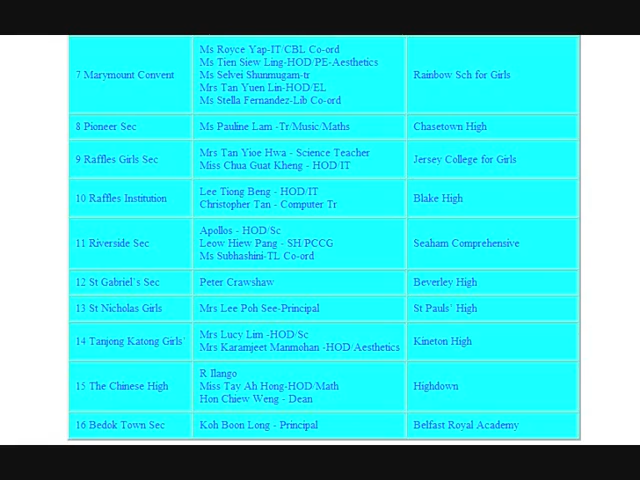 7 Marymount Convent
Ms Royce Yap-IT/CBL Co-ord
Ms Tien Siew Ling-HOD/PE-Aesthetics
Ms Selvei Shunmugam-tr
Mrs Tan Yuen Lin-HOD/EL
Ms Stella Fernandez-Lib Co-ord
Rainbow Sch for Girls
8 Pioneer Sec
Ms Pauline Lam -Tr/Music/Maths
Chasetown High
9 Raffles Girls Sec
Mrs Tan Yioe Hwa - Science Teacher
Miss Chua Guat Kheng - HOD/IT
Jersey College for Girls
10 Raffles Institution
Lee Tiong Beng - HOD/IT
Christopher Tan - Computer Tr
Blake High
11 Riverside Sec
Apollos - HOD/Sc
Leow Hiew Pang - SH/PCCG
Ms Subhashini-TL Co-ord
Seaham Comprehensive
12 St Gabriel's Sec
Peter Crawshaw
Beverley High
13 St Nicholas Girls
Mrs Lee Poh See-Principal
St Pauls' High
14 Tanjong Katong Girls'
Mrs Lucy Lim -HOD/Sc
Mrs Karamjeet Manmohan -HOD/Aesthetics
Kineton High
15 The Chinese High
R Ilango
Miss Tay Ah Hong-HOD/Math
Hon Chiew Weng - Dean
Highdown
16 Bedok Town Sec
Koh Boon Long - Principal
Belfast Royal Academy